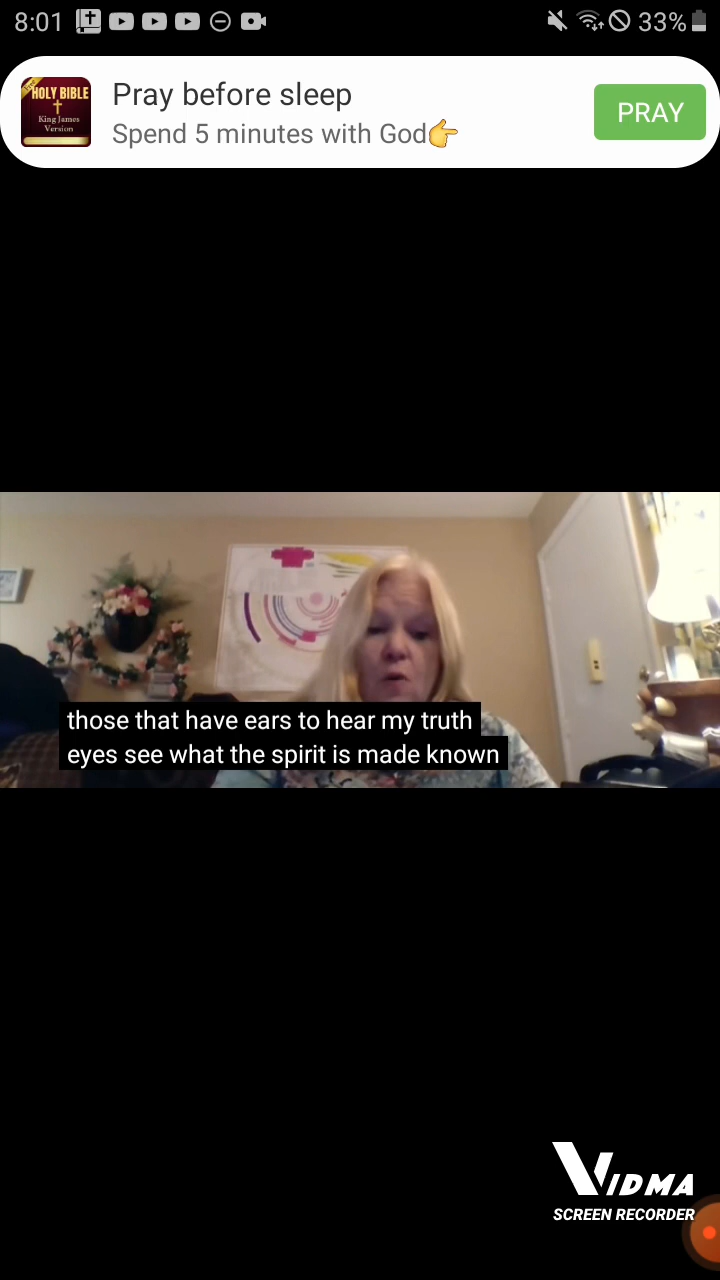 8:01
33%
HOLY BIBLE
King James
Version
Pray before sleep
Spend 5 minutes with God👉
PRAY
those that have ears to hear my truth
eyes see what the spirit is made known
VIDMA
SCREEN RECORDER